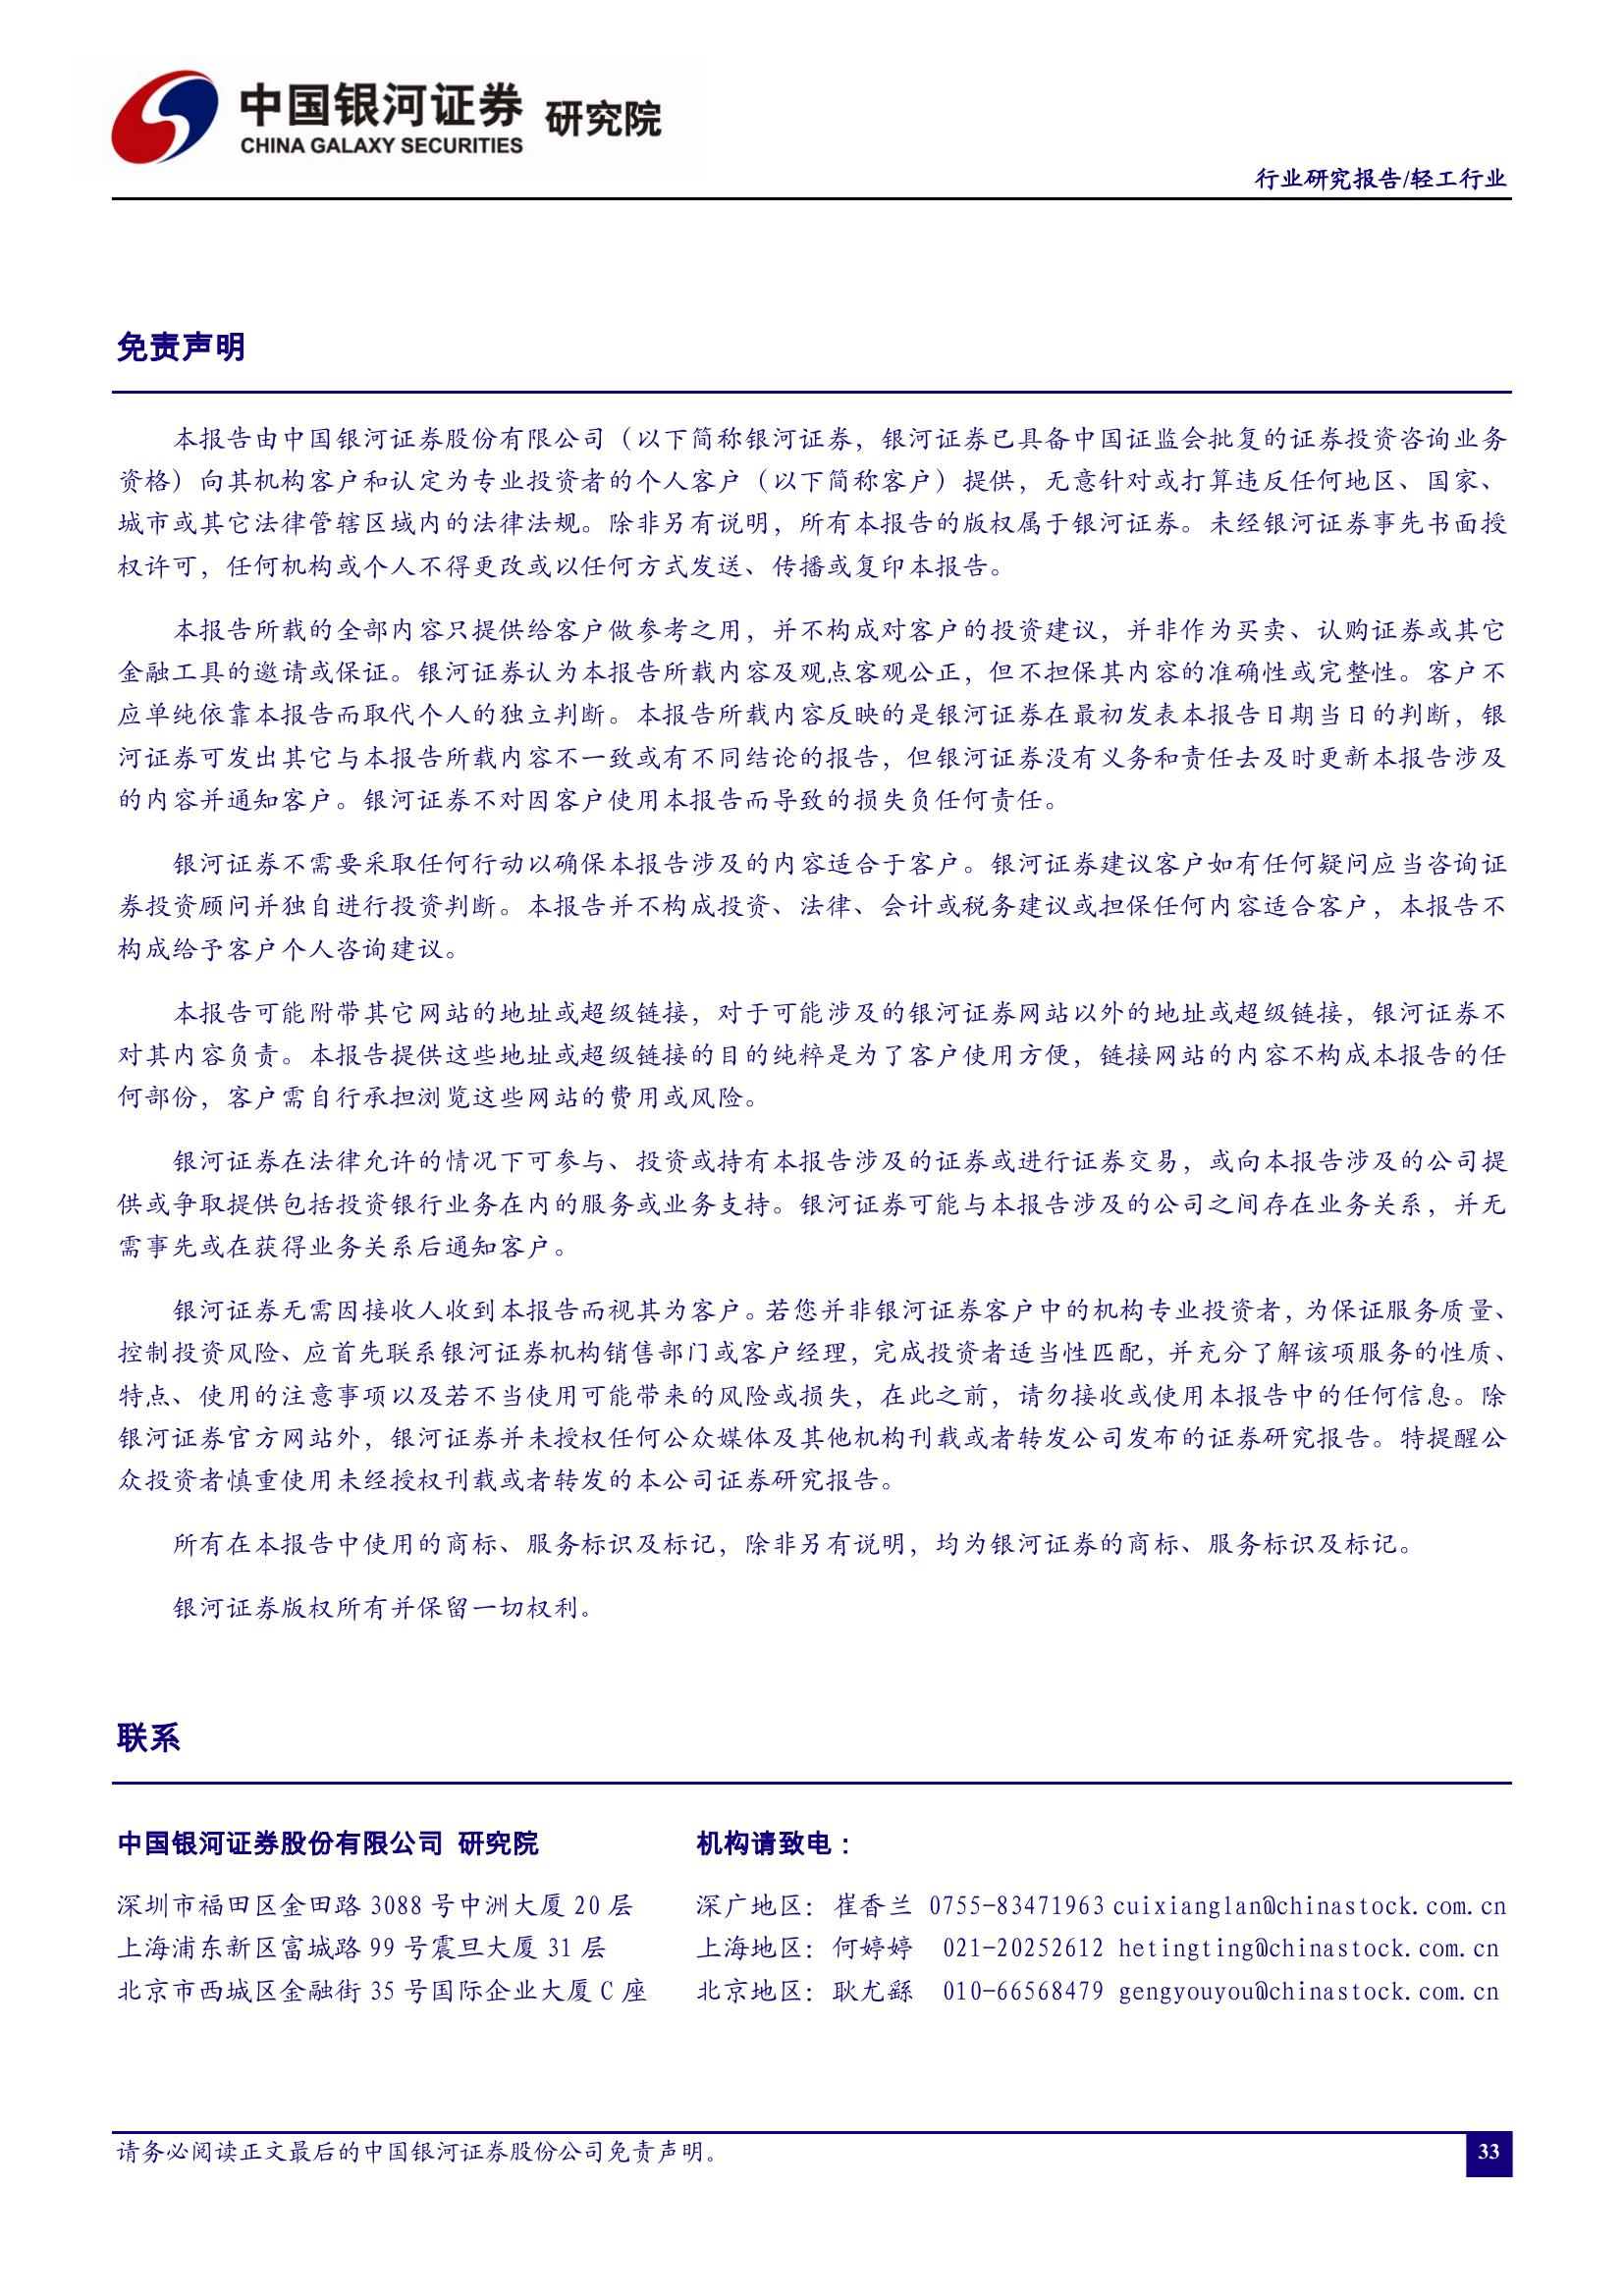 中国银河证券 研究院
CHINA GALAXY SECURITIES
行业研究报告/轻工行业
免责声明
本报告由中国银河证券股份有限公司（以下简称银河证券，银河证券已具备中国证监会批复的证券投资咨询业务
资格）向其机构客户和认定为专业投资者的个人客户（以下简称客户）提供，无意针对或打算违反任何地区、国家、
城市或其它法律管辖区域内的法律法规。除非另有说明，所有本报告的版权属于银河证券。未经银河证券事先书面授
权许可，任何机构或个人不得更改或以任何方式发送、传播或复印本报告。
本报告所载的全部内容只提供给客户做参考之用，并不构成对客户的投资建议，并非作为买卖、认购证券或其它
金融工具的邀请或保证。银河证券认为本报告所载内容及观点客观公正，但不担保其内容的准确性或完整性。客户不
应单纯依靠本报告而取代个人的独立判断。本报告所载内容反映的是银河证券在最初发表本报告日期当日的判断，银
河证券可发出其它与本报告所载内容不一致或有不同结论的报告，但银河证券没有义务和责任去及时更新本报告涉及
的内容并通知客户。银河证券不对因客户使用本报告而导致的损失负任何责任。
银河证券不需要采取任何行动以确保本报告涉及的内容适合于客户。银河证券建议客户如有任何疑问应当咨询证
券投资顾问并独自进行投资判断。本报告并不构成投资、法律、会计或税务建议或担保任何内容适合客户，本报告不
构成给予客户个人咨询建议。
本报告可能附带其它网站的地址或超级链接，对于可能涉及的银河证券网站以外的地址或超级链接，银河证券不
对其内容负责。本报告提供这些地址或超级链接的目的纯粹是为了客户使用方便，链接网站的内容不构成本报告的任
何部份，客户需自行承担浏览这些网站的费用或风险。
银河证券在法律允许的情况下可参与、投资或持有本报告涉及的证券或进行证券交易，或向本报告涉及的公司提
供或争取提供包括投资银行业务在内的服务或业务支持。银河证券可能与本报告涉及的公司之间存在业务关系，并无
需事先或在获得业务关系后通知客户。
银河证券无需因接收人收到本报告而视其为客户。若您并非银河证券客户中的机构专业投资者，为保证服务质量、
控制投资风险、应首先联系银河证券机构销售部门或客户经理，完成投资者适当性匹配，并充分了解该项服务的性质、
特点、使用的注意事项以及若不当使用可能带来的风险或损失，在此之前，请勿接收或使用本报告中的任何信息。除
银河证券官方网站外，银河证券并未授权任何公众媒体及其他机构刊载或者转发公司发布的证券研究报告。特提醒公
众投资者慎重使用未经授权刊载或者转发的本公司证券研究报告。
所有在本报告中使用的商标、服务标识及标记，除非另有说明，均为银河证券的商标、服务标识及标记。
银河证券版权所有并保留一切权利。
联系
中国银河证券股份有限公司 研究院 机构请致电：
深圳市福田区金田路 3088 号中洲大厦 20 层 深广地区：崔香兰 0755-83471963 cuixianglan@chinastock.com.cn
上海浦东新区富城路 99 号震旦大厦 31 层 上海地区：何婷婷 021-20252612 hetingting@chinastock.com.cn
北京市西城区金融街 35 号国际企业大厦 C 座 北京地区：耿尤繇 010-66568479 gengyouyou@chinastock.com.cn
请务必阅读正文最后的中国银河证券股份公司免责声明。
33